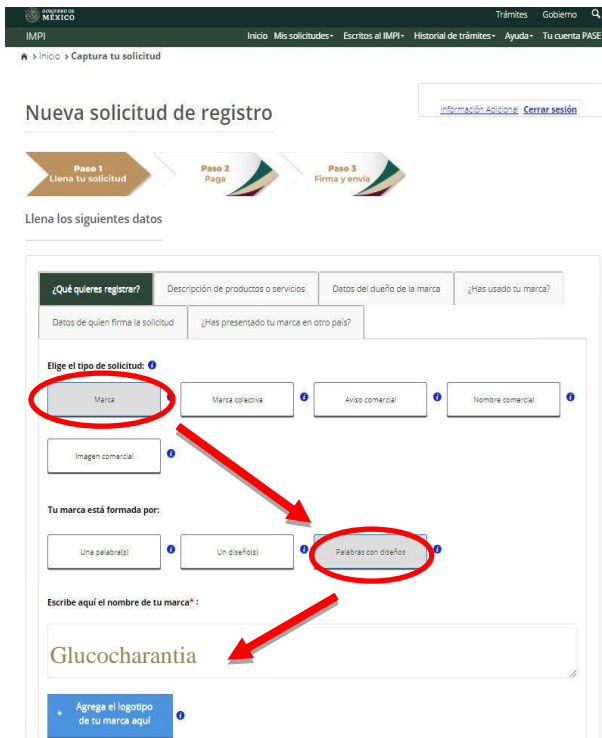 GOBIERNO DE
MÉXICO
Trámites Gobierno
IMPI Inicio Mis solicitudes Escritos al IMPI Historial de trámites Ayuda Tu cuenta PASE
> Inicio > Captura tu solicitud
Nueva solicitud de registro
Información Adicional Cerrar sesión
Paso 1
Llena tu solicitud
Paso 2
Paga
Paso 3
Firma y envía
Llena los siguientes datos
¿Qué quieres registrar? Descripción de productos o servicios Datos del dueño de la marca ¿Has usado tu marca?
Datos de quien firma la solicitud ¿Has presentado tu marca en otro país?
Elige el tipo de solicitud: i
Marca i Marca colectiva i Aviso comercial i Nombre comercial i
Imagen comercial i
Tu marca está formada por:
Una palabra(s) i Un diseño(s) i Palabras con diseños i
Escribe aquí el nombre de tu marca* :
Glucocharantia
+ Agrega el logotipo
de tu marca aquí i